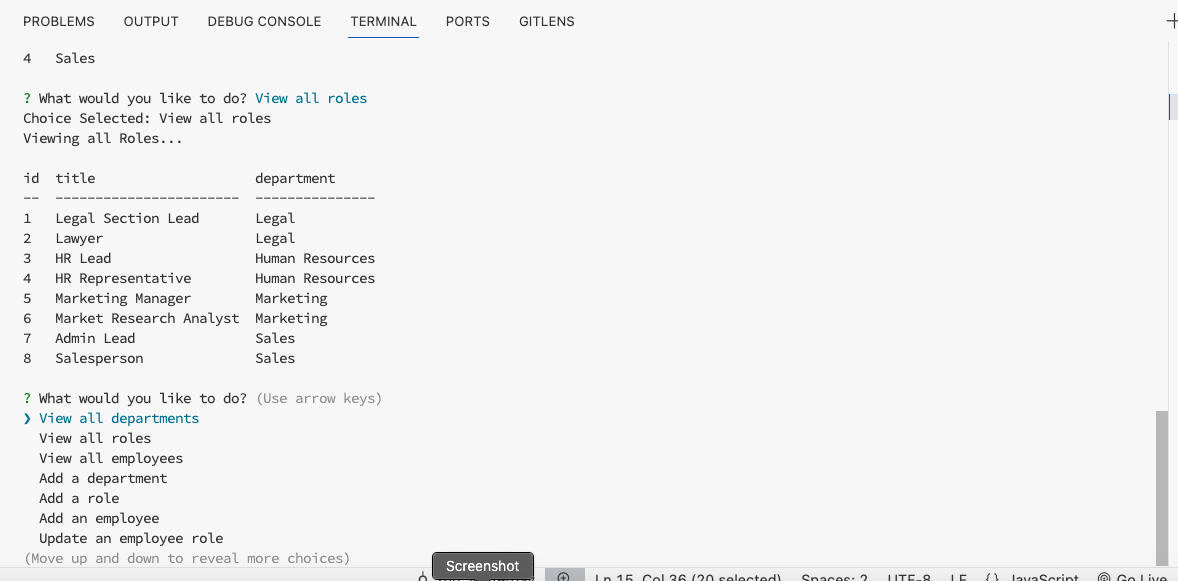 PROBLEMS OUTPUT DEBUG CONSOLE TERMINAL PORTS GITLENS
4 Sales
? What would you like to do? View all roles
Choice Selected: View all roles
Viewing all Roles...
id title department
-- ----------------------- ---------------
1 Legal Section Lead Legal
2 Lawyer Legal
3 HR Lead Human Resources
4 HR Representative Human Resources
5 Marketing Manager Marketing
6 Market Research Analyst Marketing
7 Admin Lead Sales
8 Salesperson Sales
? What would you like to do? (Use arrow keys)
❯ View all departments
View all roles
View all employees
Add a department
Add a role
Add an employee
Update an employee role
(Move up and down to reveal more choices)
Screenshot
Ln 15, Col 36 (20 selected) Spaces: 2 UTF-8 LF {} JavaScript Go Live